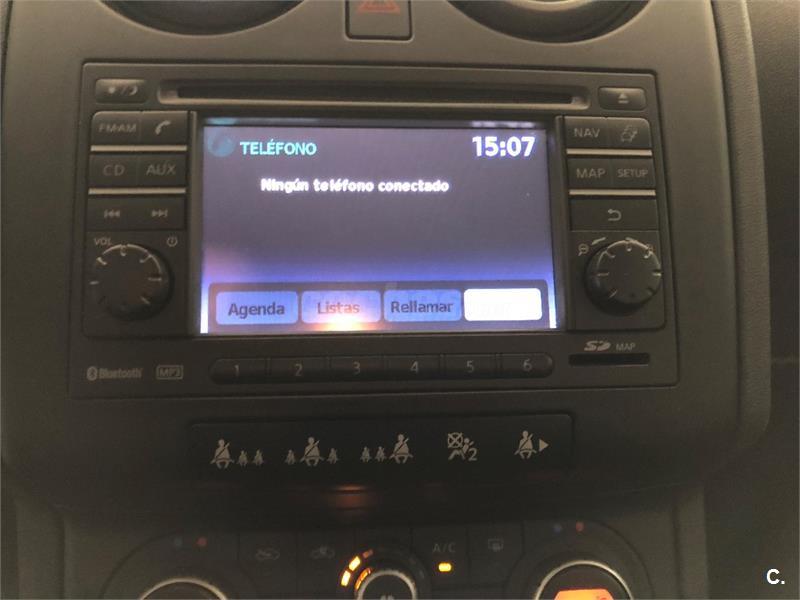 FM·AM
CD AUX
VOL
TELÉFONO 15:07
Ningún teléfono conectado
Agenda Listas Rellamar
NAV
MAP SETUP
SD MAP
Bluetooth MP3
1 2 3 4 5 6
2
A/C
C.